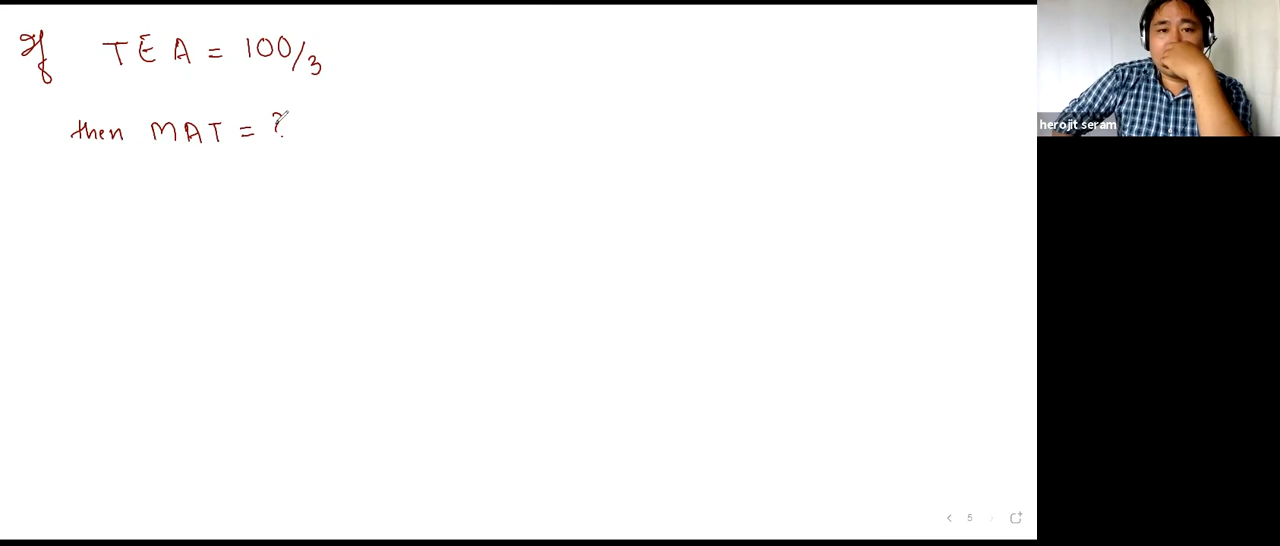 If TEA = 100/3
then MAT = ?
herojit seram
5